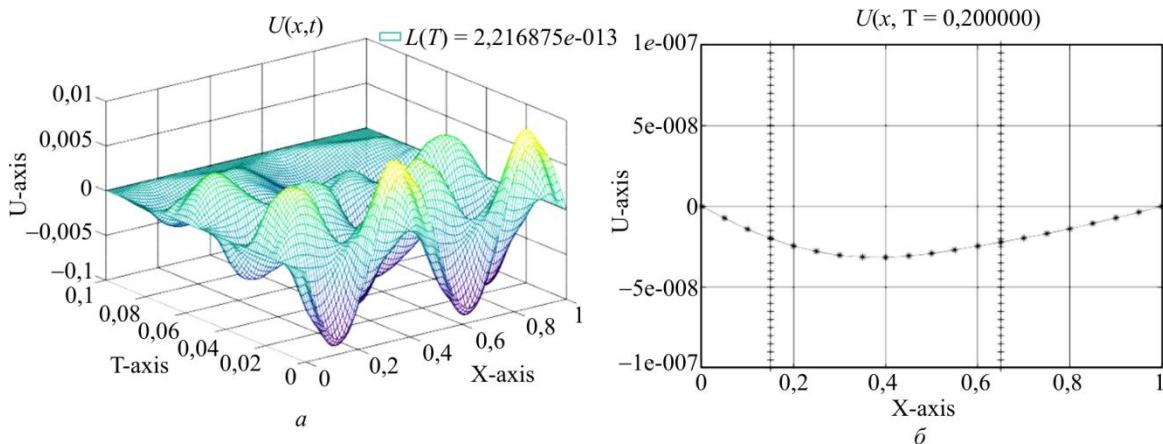 U(x,t)
L(T) = 2,216875e-013
0,01
0,005
0
−0,005
−0,1
U-axis
0,1
0,08
0,06
0,04
0,02
0
T-axis
0
0,2
0,4
0,6
0,8
1
X-axis
а
U(x, T = 0,200000)
1e-007
5e-008
0
−5e-008
−1e-007
U-axis
0
0,2
0,4
0,6
0,8
1
X-axis
б